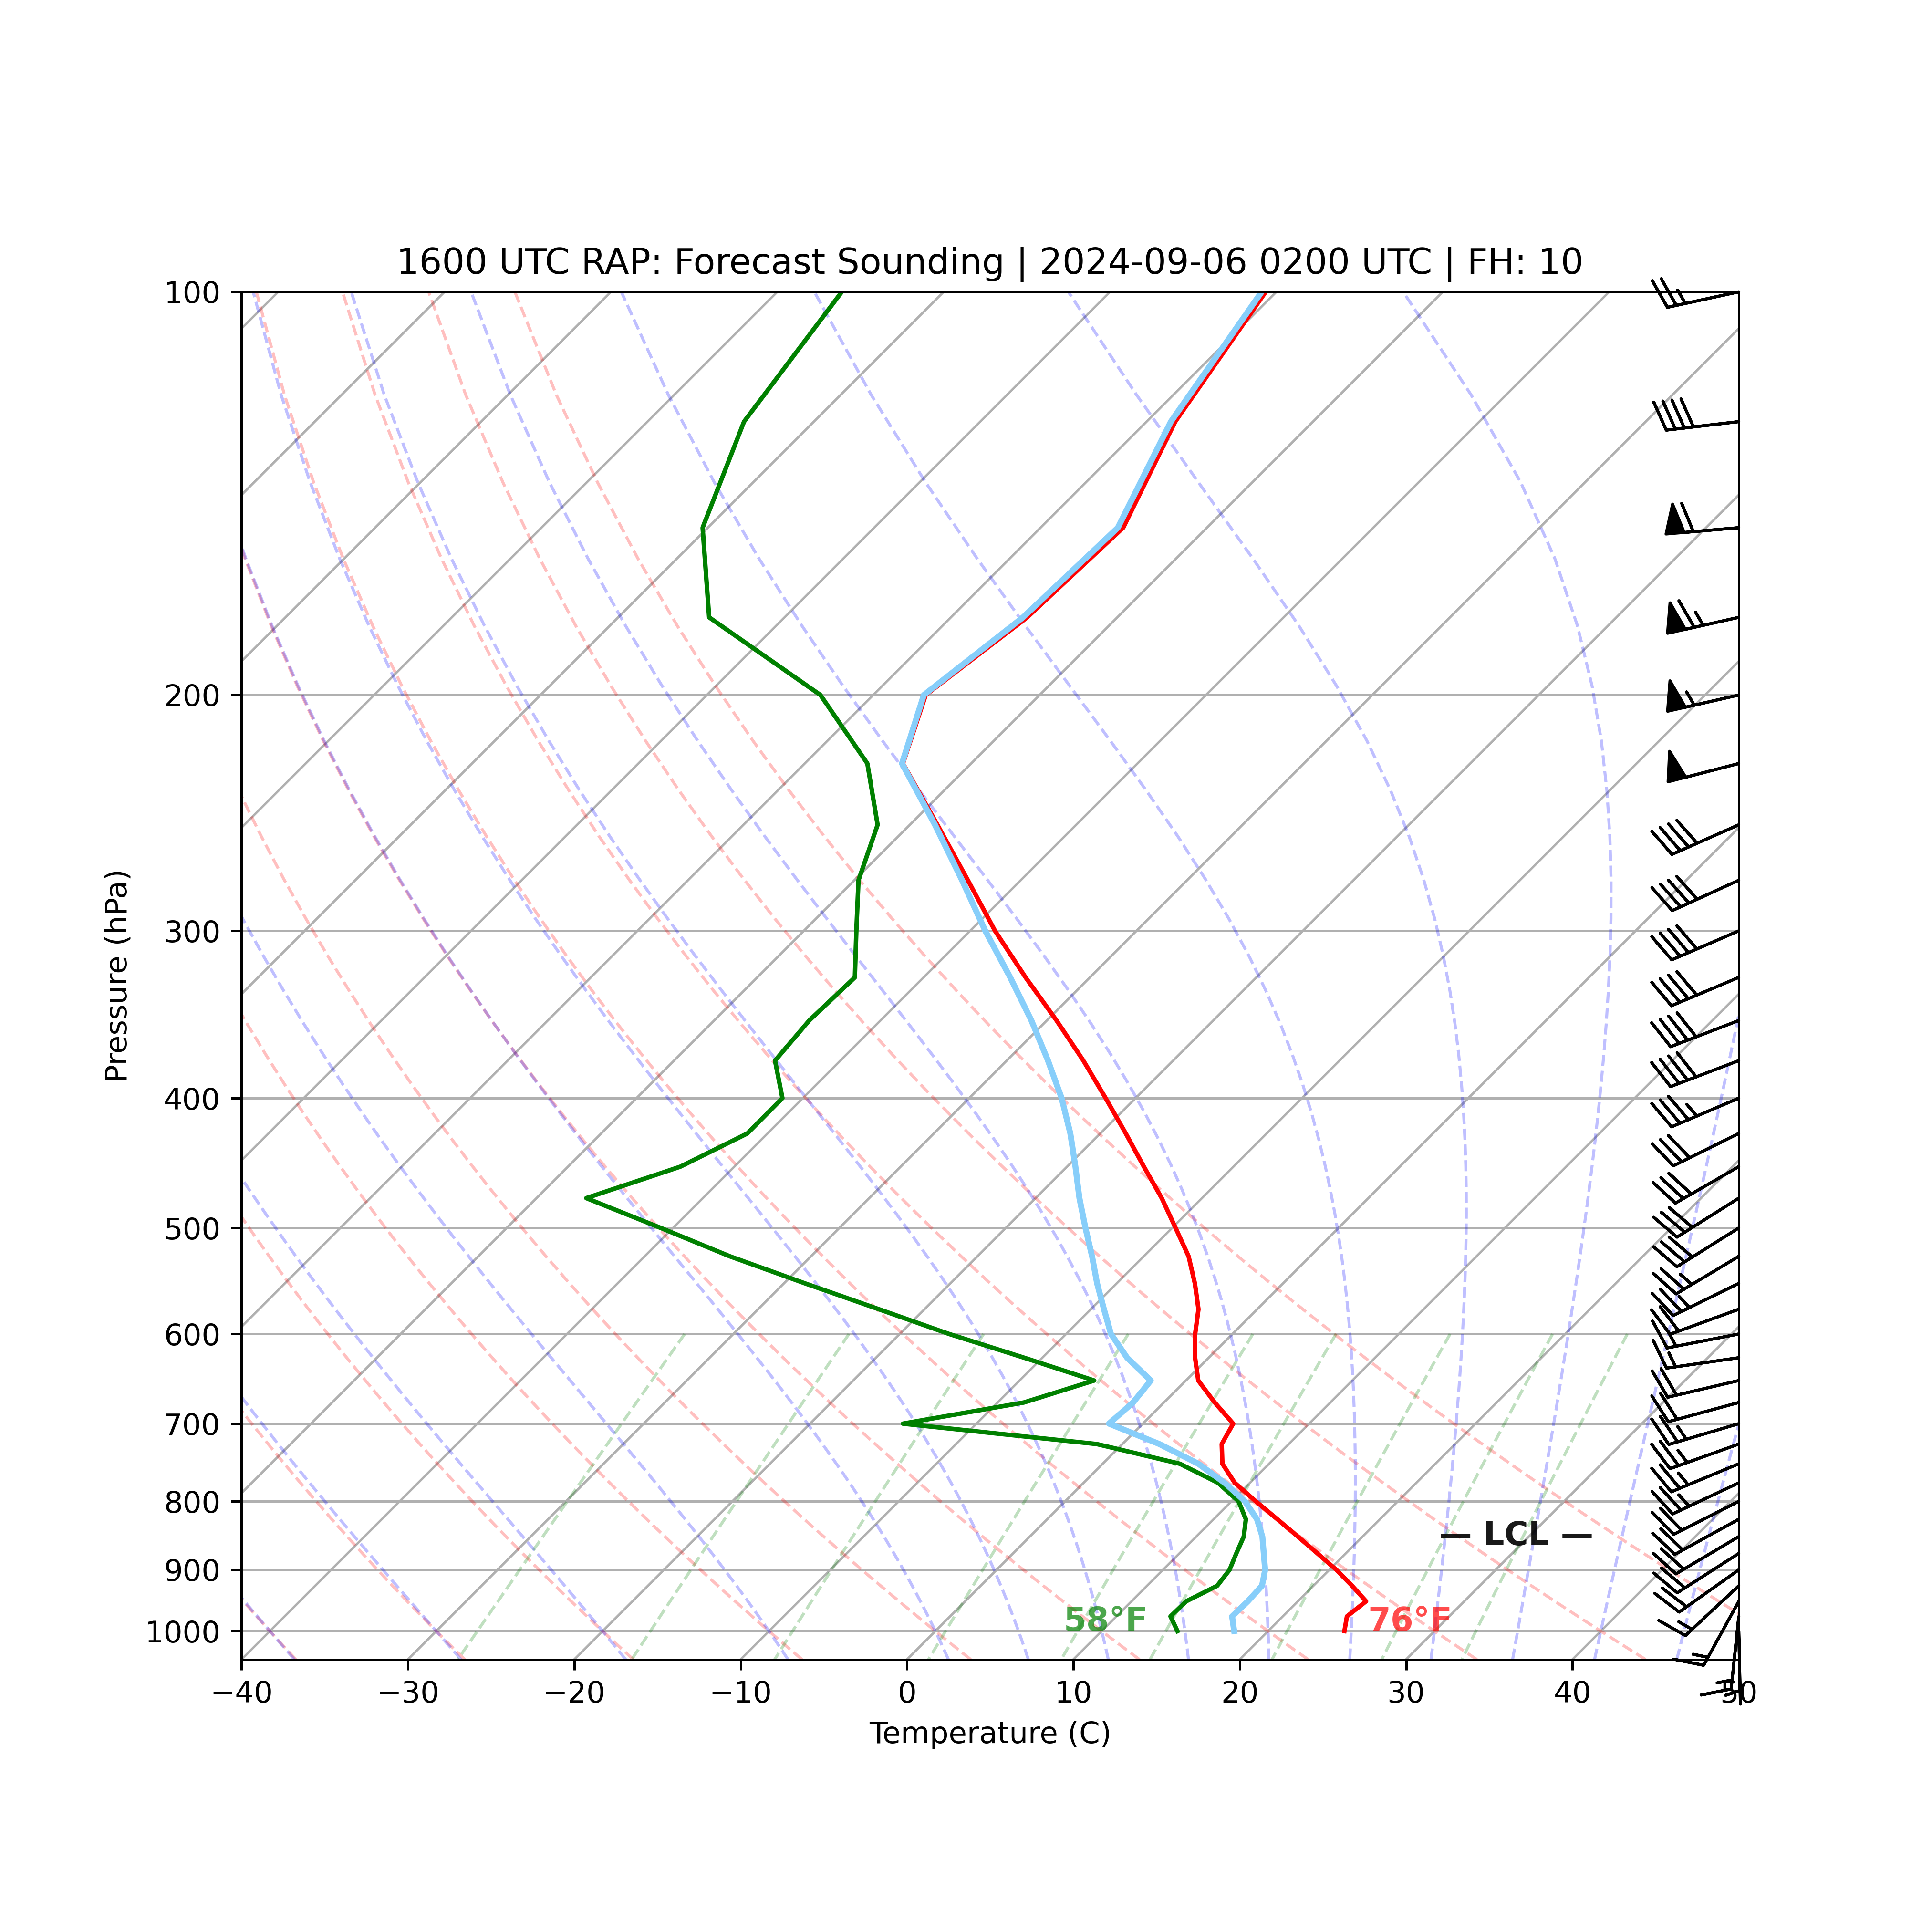 1600 UTC RAP: Forecast Sounding | 2024-09-06 0200 UTC | FH: 10
100
200
300
400
500
600
700
800
900
1000
Pressure (hPa)
— LCL —
58°F
76°F
−40 −30 −20 −10 0 10 20 30 40 50
Temperature (C)